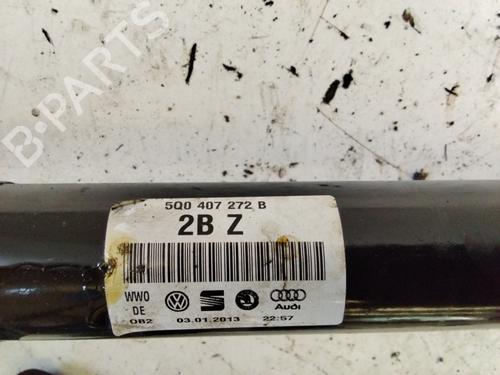 B-PARTS
5Q0 407 272 B
2B Z
WWO
DE
OB2
03.01.2013
22:57
Audi